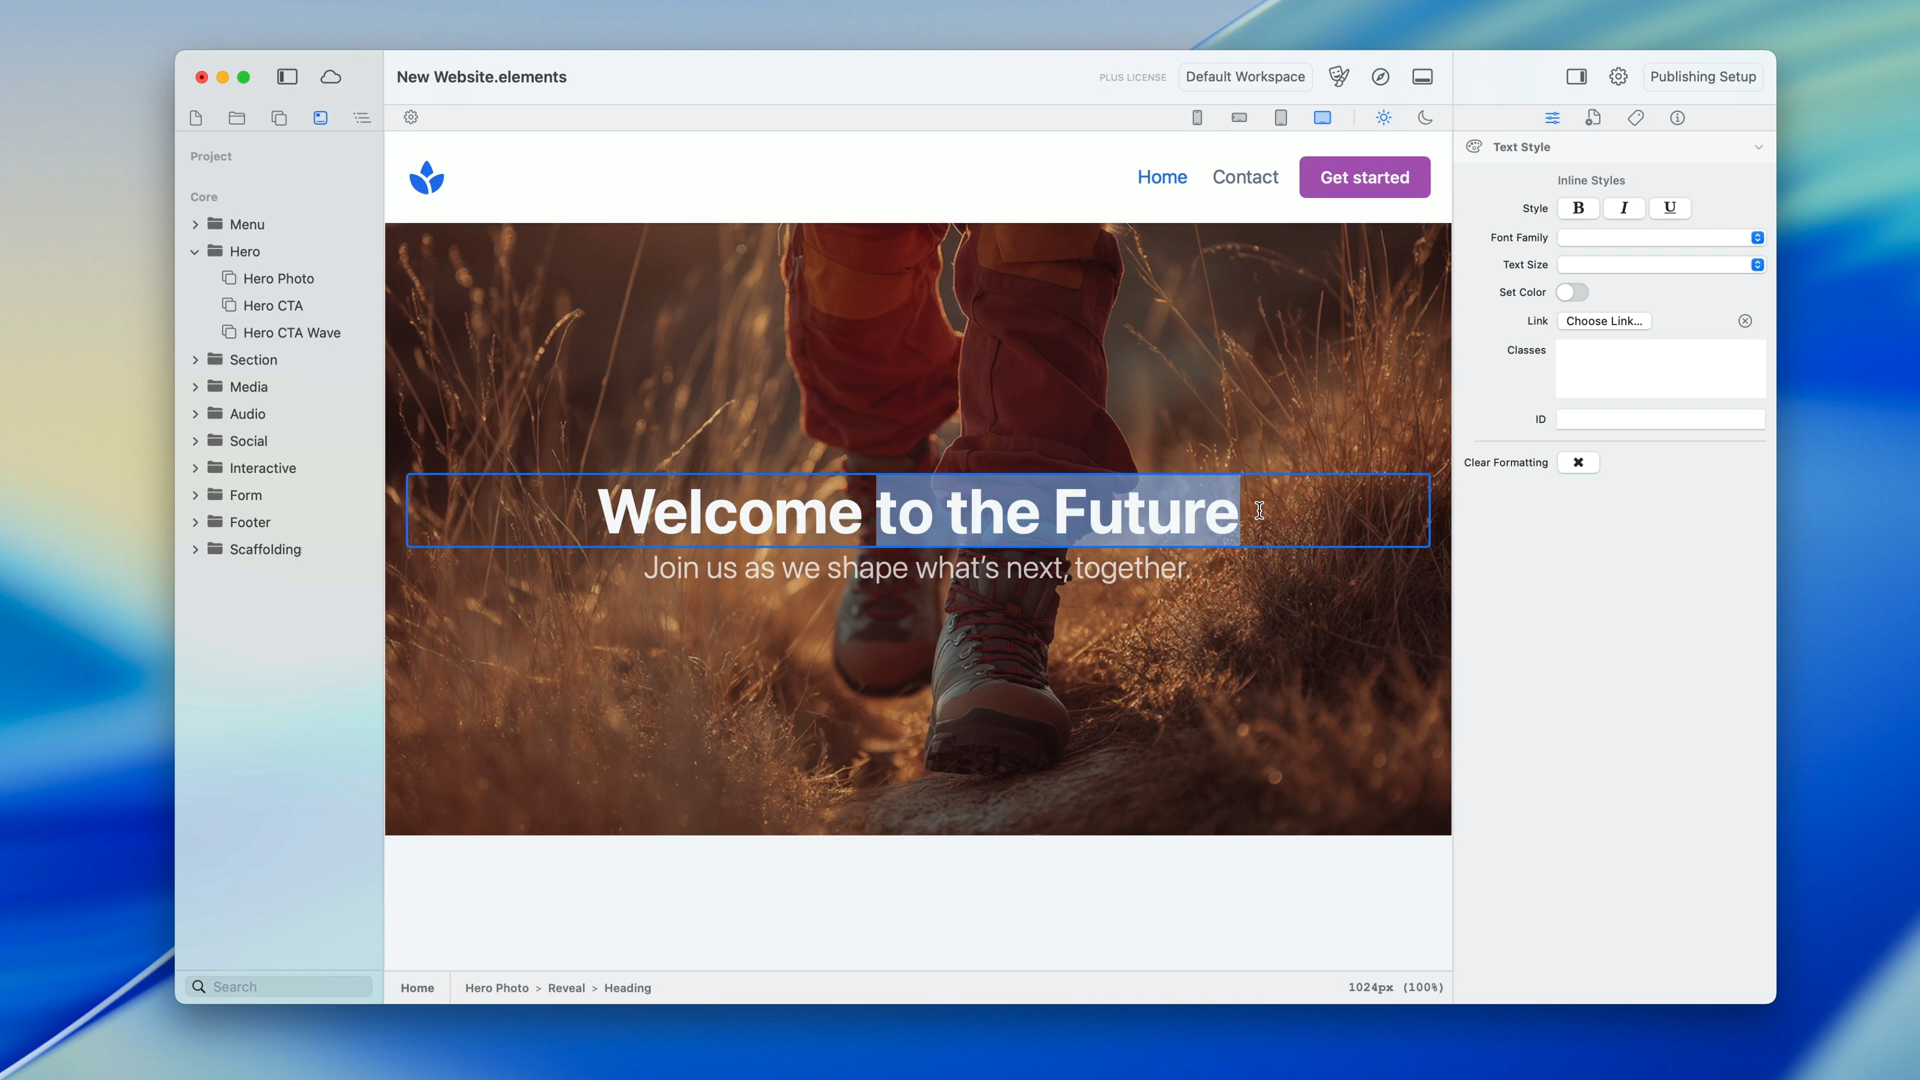 New Website.elements
PLUS LICENSE
Default Workspace
Publishing Setup
Project
Core
Menu
Hero
Hero Photo
Hero CTA
Hero CTA Wave
Section
Media
Audio
Social
Interactive
Form
Footer
Scaffolding
Search
Home
Contact
Get started
Welcome to the Future
Join us as we shape what's next, together.
Home
Hero Photo > Reveal > Heading
1024px (100%)
Text Style
Inline Styles
Style B I U
Font Family
Text Size
Set Color
Link Choose Link...
Classes
ID
Clear Formatting